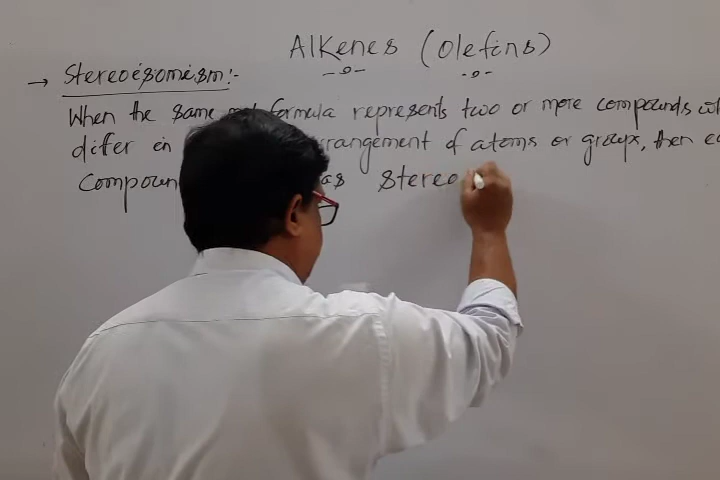 Alkenes (Olefins)
→ Stereoisomism:-
When the same formula represents two or more compounds
difer in arrangement of atoms or groups, then
compoun as stereo